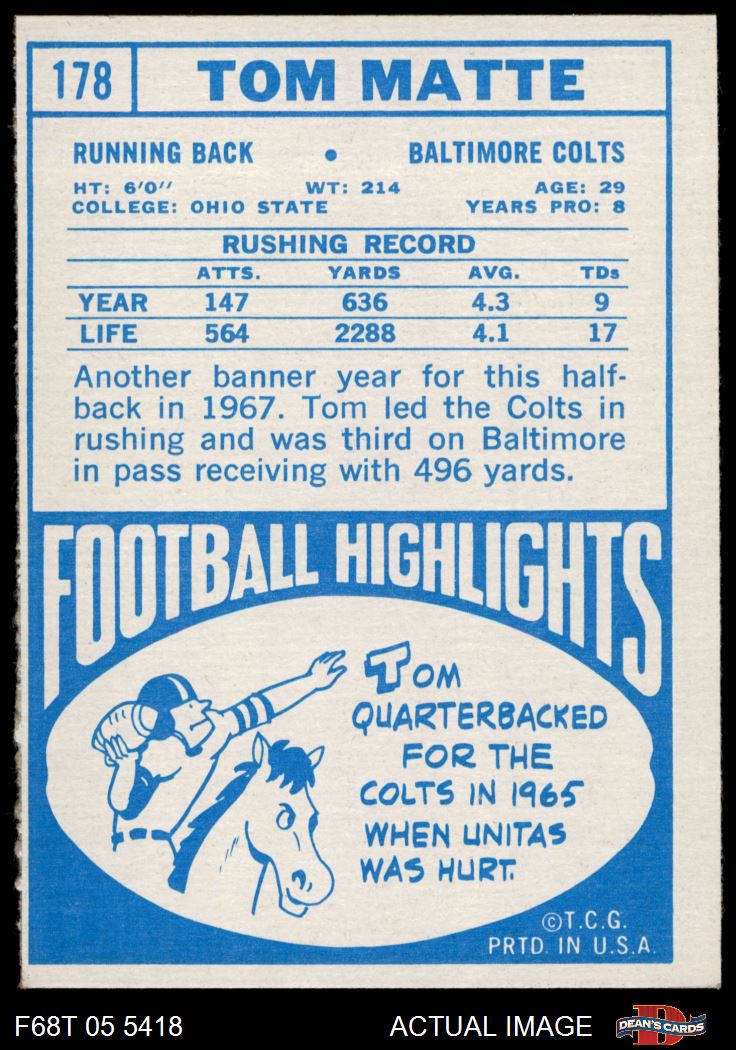 178 TOM MATTE
RUNNING BACK • BALTIMORE COLTS
HT: 6'0" WT: 214 AGE: 29
COLLEGE: OHIO STATE YEARS PRO: 8
RUSHING RECORD
ATTS. YARDS AVG. TDs
YEAR 147 636 4.3 9
LIFE 564 2288 4.1 17
Another banner year for this half-
back in 1967. Tom led the Colts in
rushing and was third on Baltimore
in pass receiving with 496 yards.
FOOTBALL HIGHLIGHTS
TOM
QUARTERBACKED
FOR THE
COLTS IN 1965
WHEN UNITAS
WAS HURT.
©T.C.G.
PRTD. IN U.S.A.
F68T 05 5418 ACTUAL IMAGE D DEAN'S CARDS